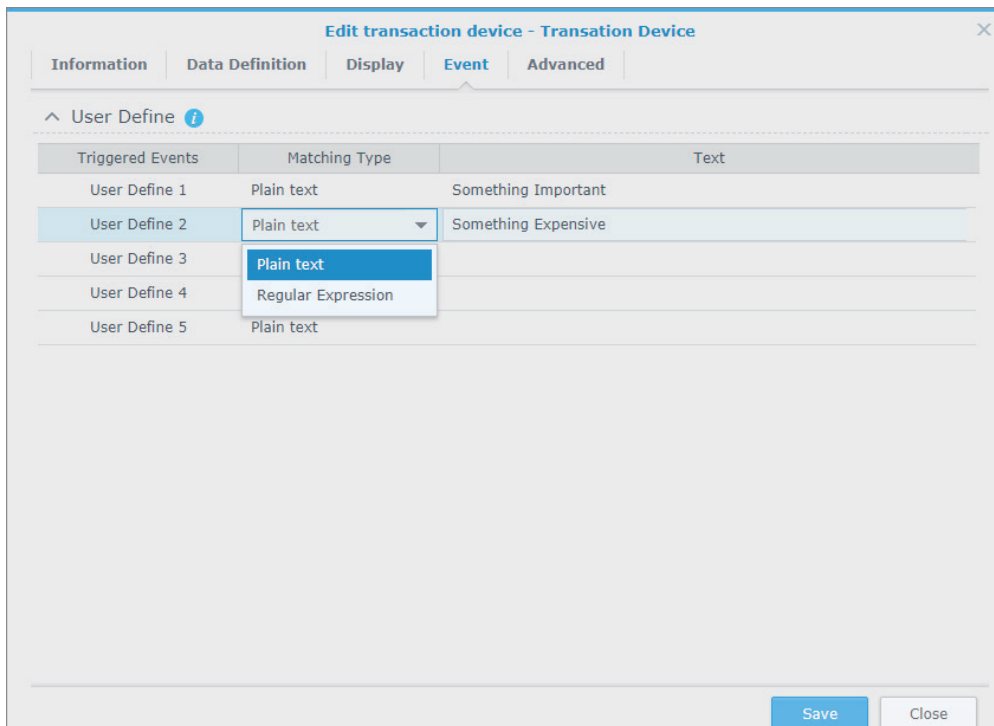 Edit transaction device - Transation Device
Information Data Definition Display Event Advanced
User Define
Triggered Events Matching Type Text
User Define 1 Plain text Something Important
User Define 2 Plain text Something Expensive
User Define 3 Plain text
User Define 4 Regular Expression
User Define 5 Plain text
Save Close